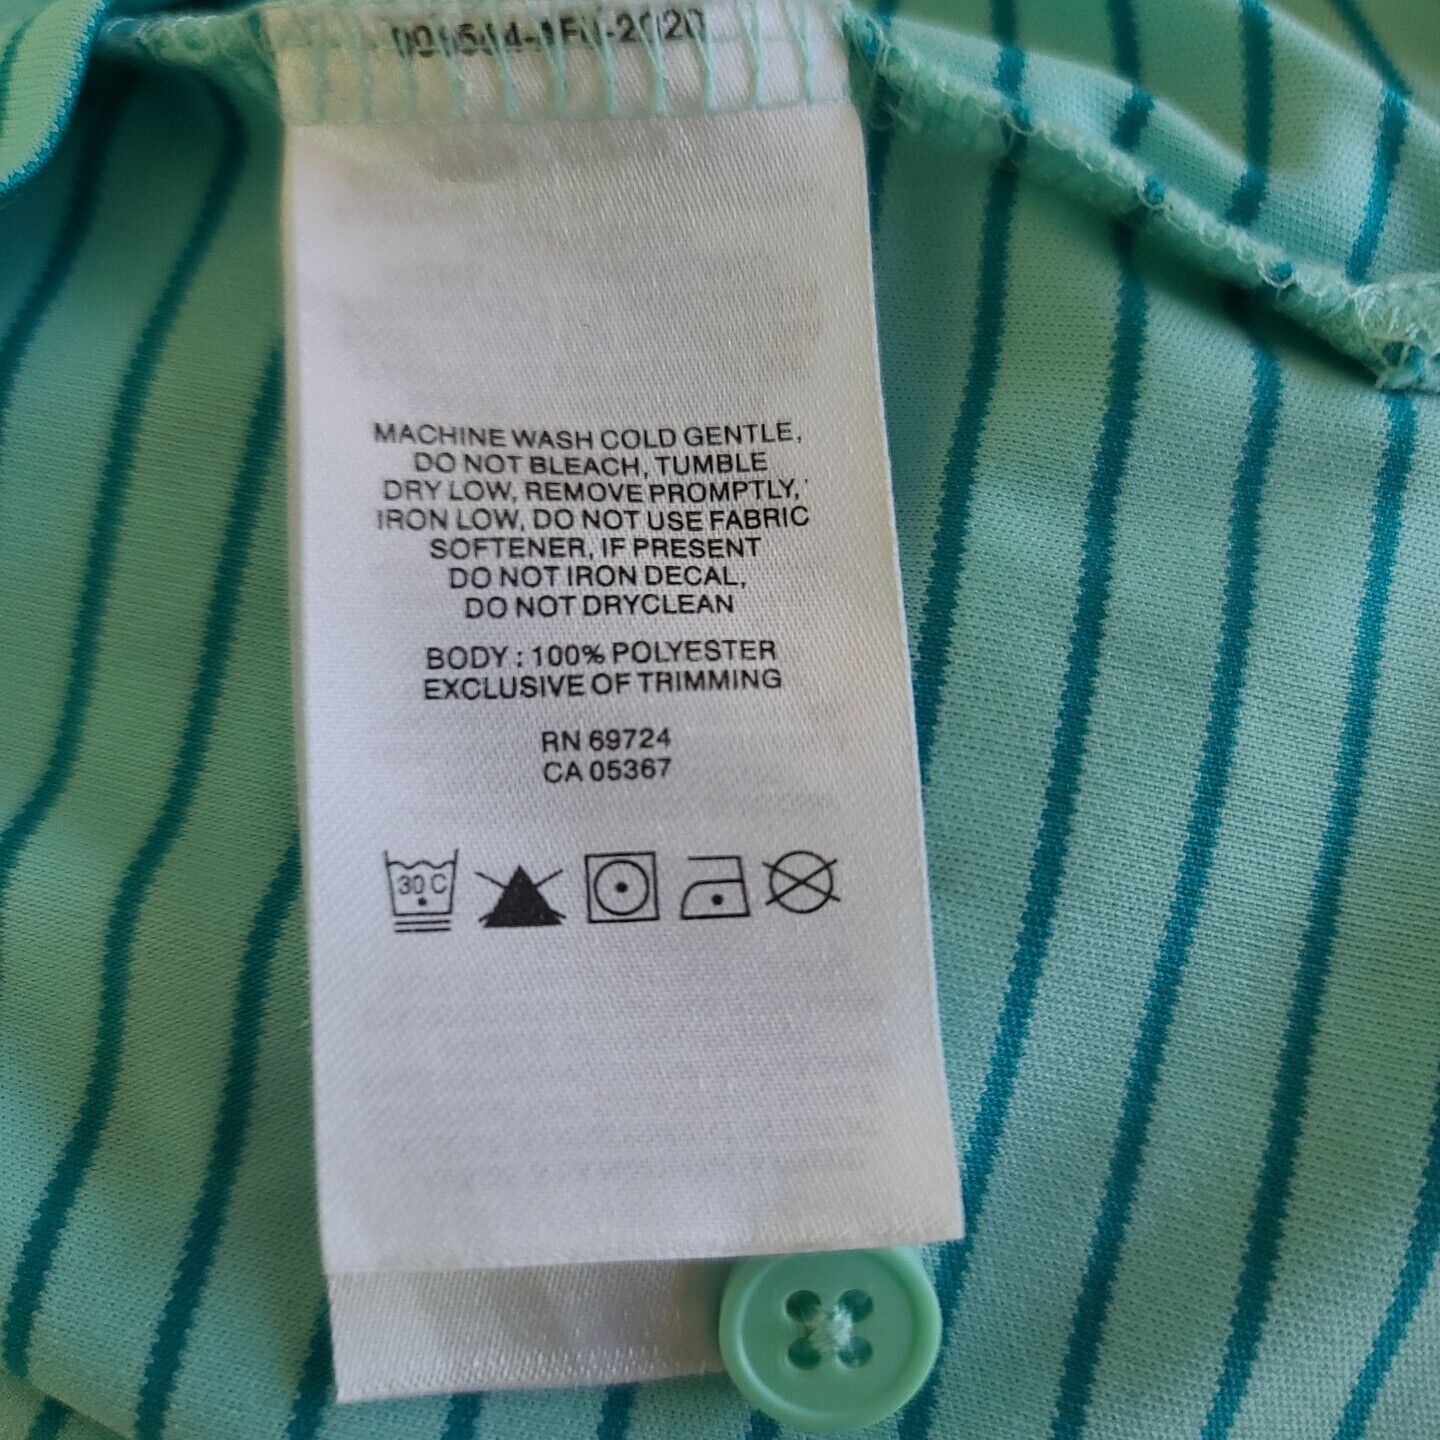 MACHINE WASH COLD GENTLE,
DO NOT BLEACH, TUMBLE
DRY LOW, REMOVE PROMPTLY,
IRON LOW, DO NOT USE FABRIC
SOFTENER, IF PRESENT
DO NOT IRON DECAL,
DO NOT DRYCLEAN
BODY : 100% POLYESTER
EXCLUSIVE OF TRIMMING
RN 69724
CA 05367
30 C